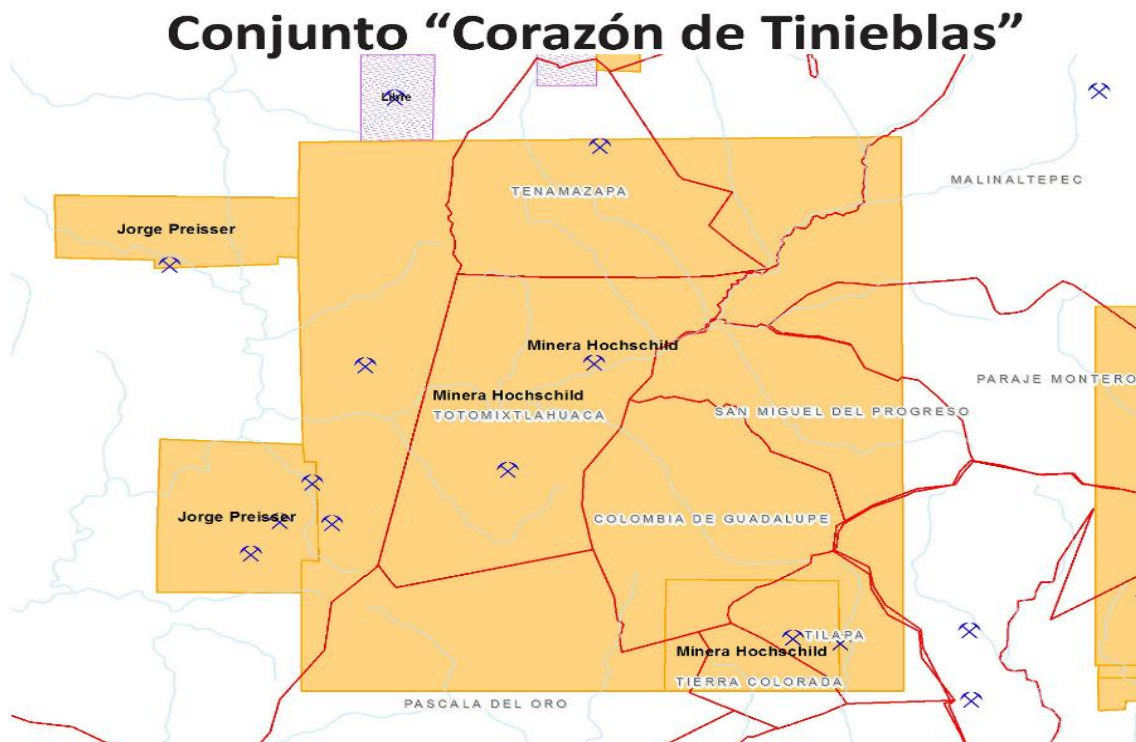 Conjunto “Corazón de Tinieblas”
Libre
MALINALTEPEC
TENAMAZAPA
Jorge Preisser
Minera Hochschild
PARAJE MONTERO
Minera Hochschild
TOTOMIXTLAHUACA
SAN MIGUEL DEL PROGRESO
Jorge Preisser
COLOMBIA DE GUADALUPE
TILAPA
Minera Hochschild
TIERRA COLORADA
PASCALA DEL ORO